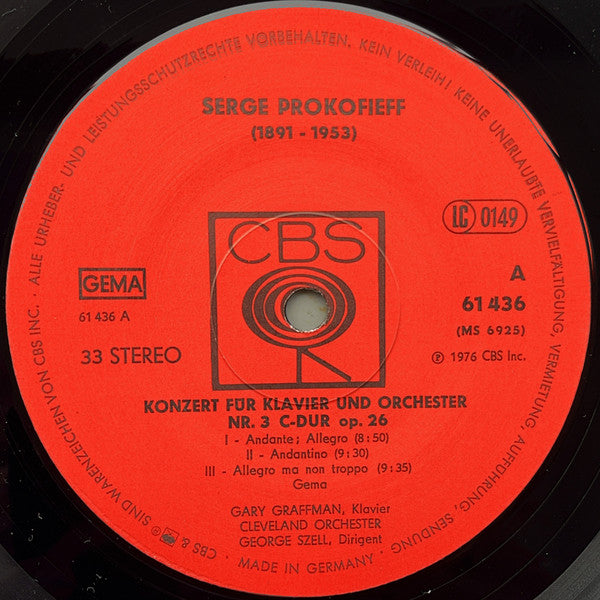 ALLE URHEBER- UND LEISTUNGSSCHUTZRECHTE VORBEHALTEN. KEIN VERLEIH! KEINE UNERLAUBTE VERVIELFÄLTIGUNG, VERMIETUNG, AUFFÜHRUNG, SENDUNG
SERGE PROKOFIEFF
(1891 - 1953)
CBS
LC 0149
GEMA
61 436 A
33 STEREO
A
61 436
(MS 6925)
Ⓟ 1976 CBS Inc.
KONZERT FÜR KLAVIER UND ORCHESTER
NR. 3 C-DUR op. 26
I - Andante; Allegro (8:50)
II - Andantino (9:30)
III - Allegro ma non troppo (9:35)
Gema
GARY GRAFFMAN, Klavier
CLEVELAND ORCHESTER
GEORGE SZELL, Dirigent
CBS & ® SIND WARENZEICHEN VON CBS INC. ·
· MADE IN GERMANY ·